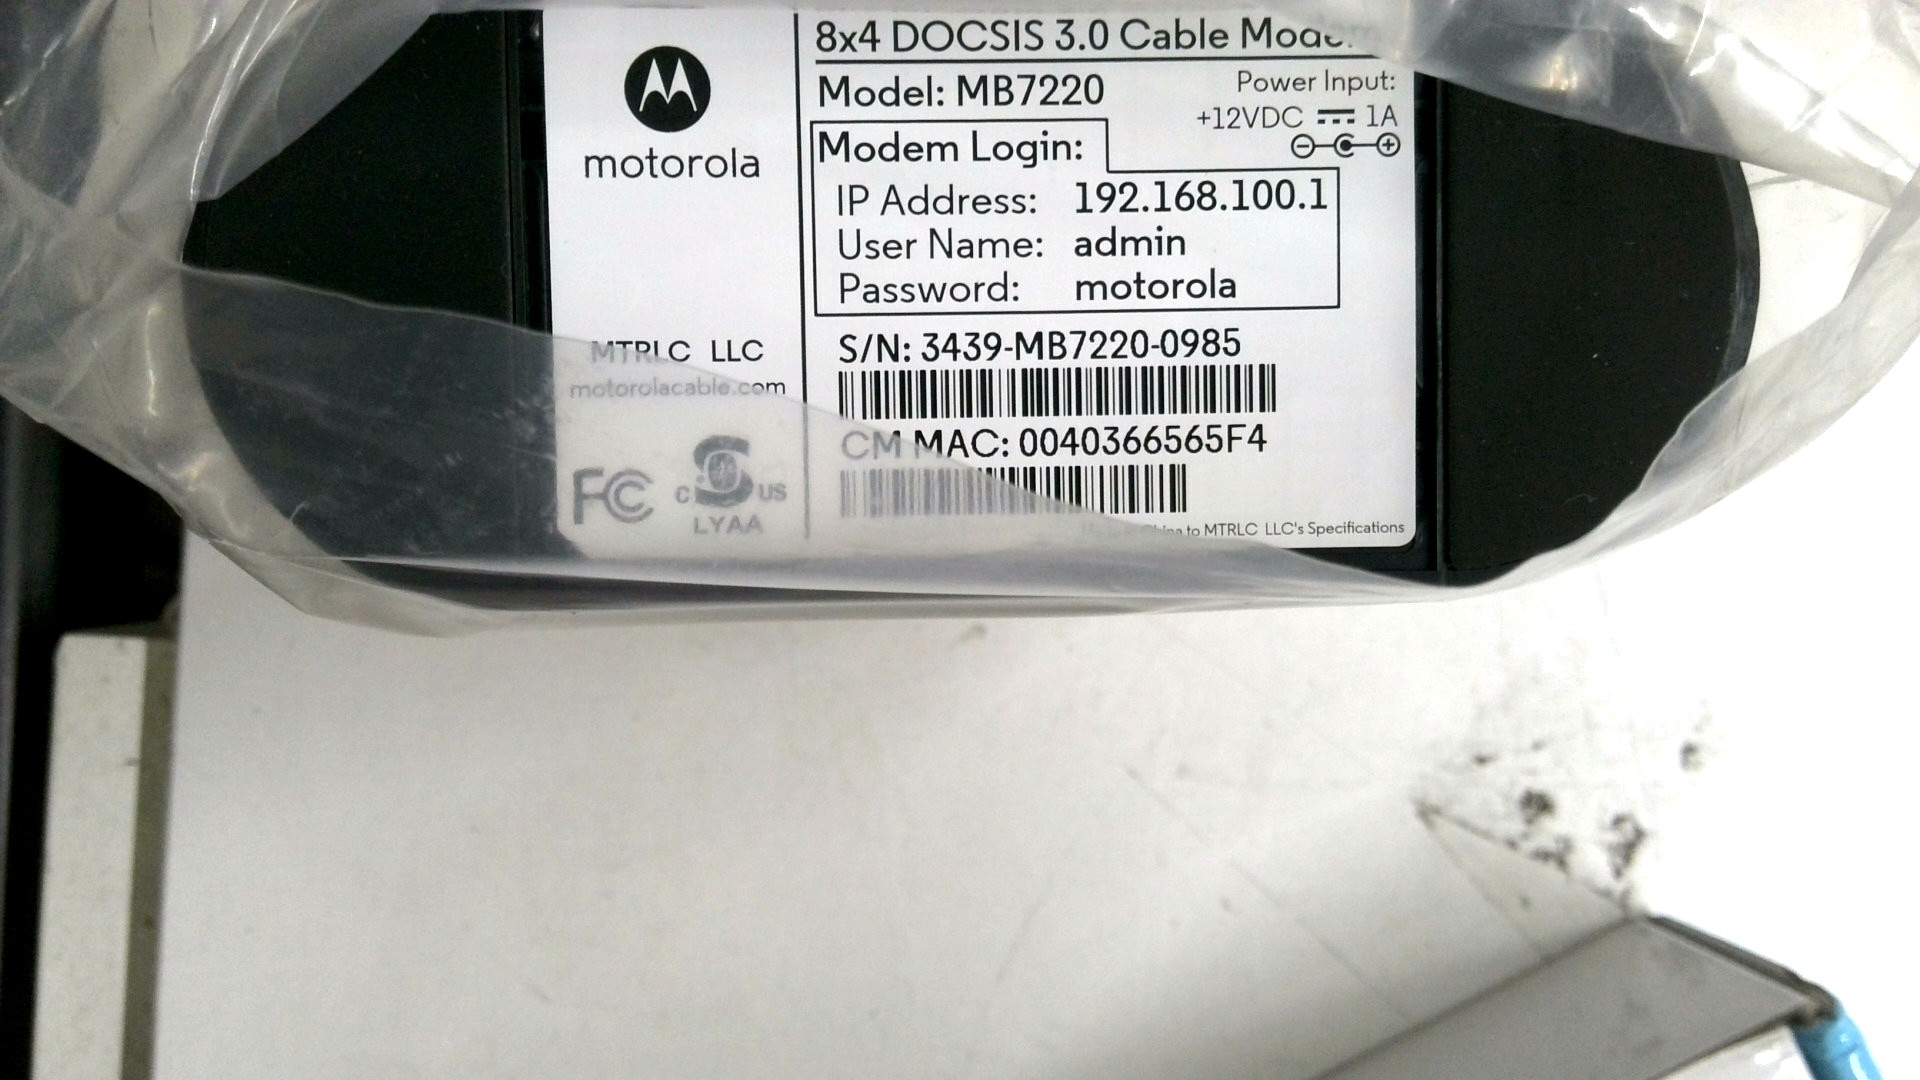 8x4 DOCSIS 3.0 Cable Modem
motorola
Model: MB7220
Power Input:
+12VDC ⎓ 1A
Modem Login:
IP Address: 192.168.100.1
User Name: admin
Password: motorola
MTRLC LLC
motorolacable.com
S/N: 3439-MB7220-0985
CM MAC: 0040366565F4
FC
C S US
LYAA
China to MTRLC LLC's Specifications